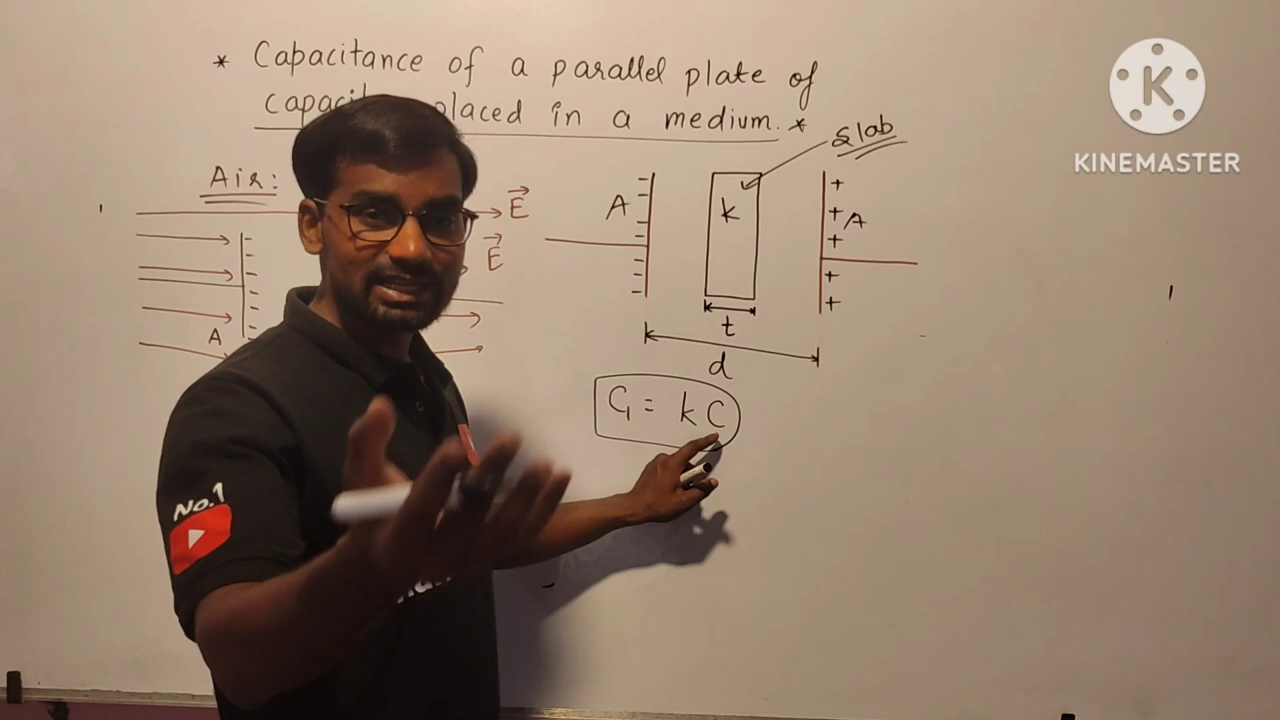 * Capacitance of a parallel plate of
placed in a medium. *
Slab
Air:
E
E
A
k
A
A
t
d
C₁ = kC
No.1
K
KINEMASTER